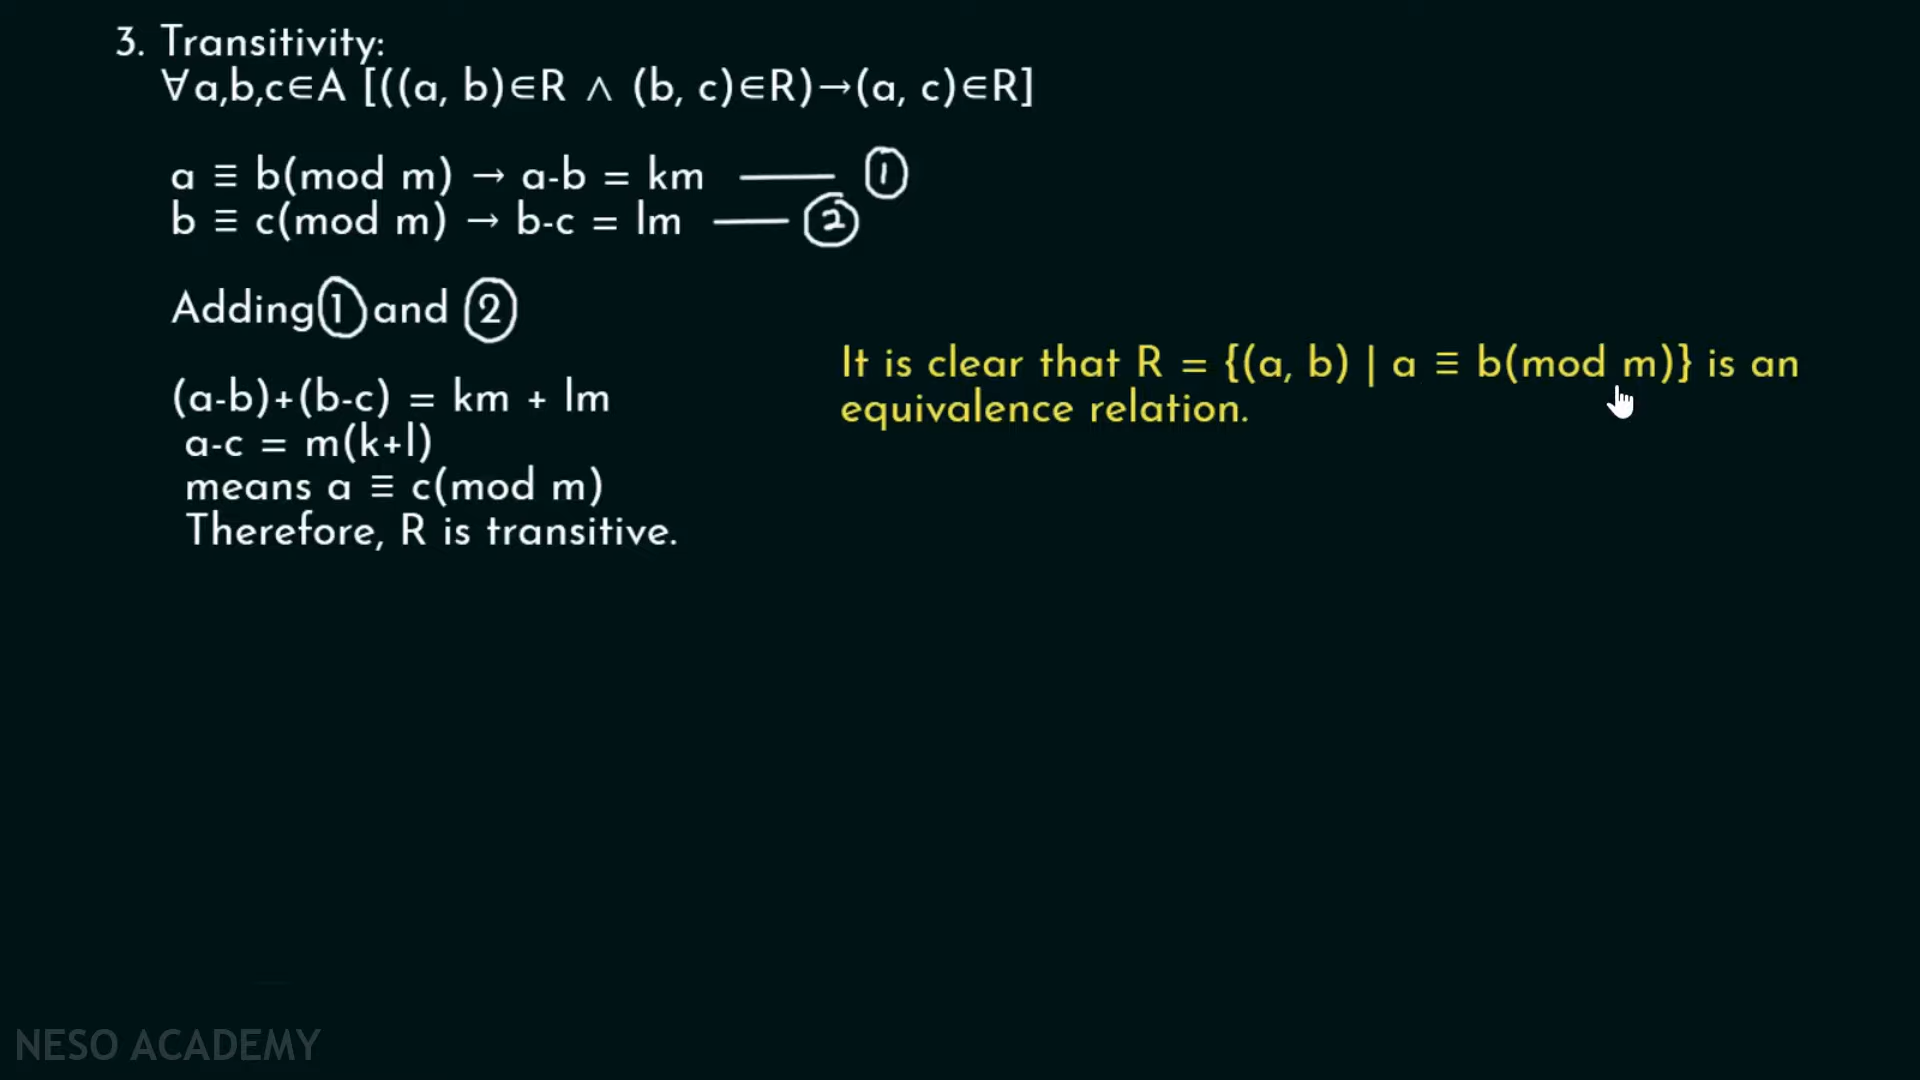 3. Transitivity:
∀a,b,c∈A [((a, b)∈R ∧ (b, c)∈R)→(a, c)∈R]
a ≡ b(mod m) → a-b = km —— ①
b ≡ c(mod m) → b-c = lm —— ②
Adding ① and ②
(a-b)+(b-c) = km + lm
a-c = m(k+l)
means a ≡ c(mod m)
Therefore, R is transitive.
It is clear that R = {(a, b) | a ≡ b(mod m)} is an
equivalence relation.
NESO ACADEMY